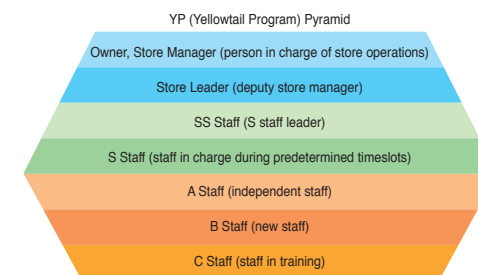 YP (Yellowtail Program) Pyramid
Owner, Store Manager (person in charge of store operations)
Store Leader (deputy store manager)
SS Staff (S staff leader)
S Staff (staff in charge during predetermined timeslots)
A Staff (independent staff)
B Staff (new staff)
C Staff (staff in training)